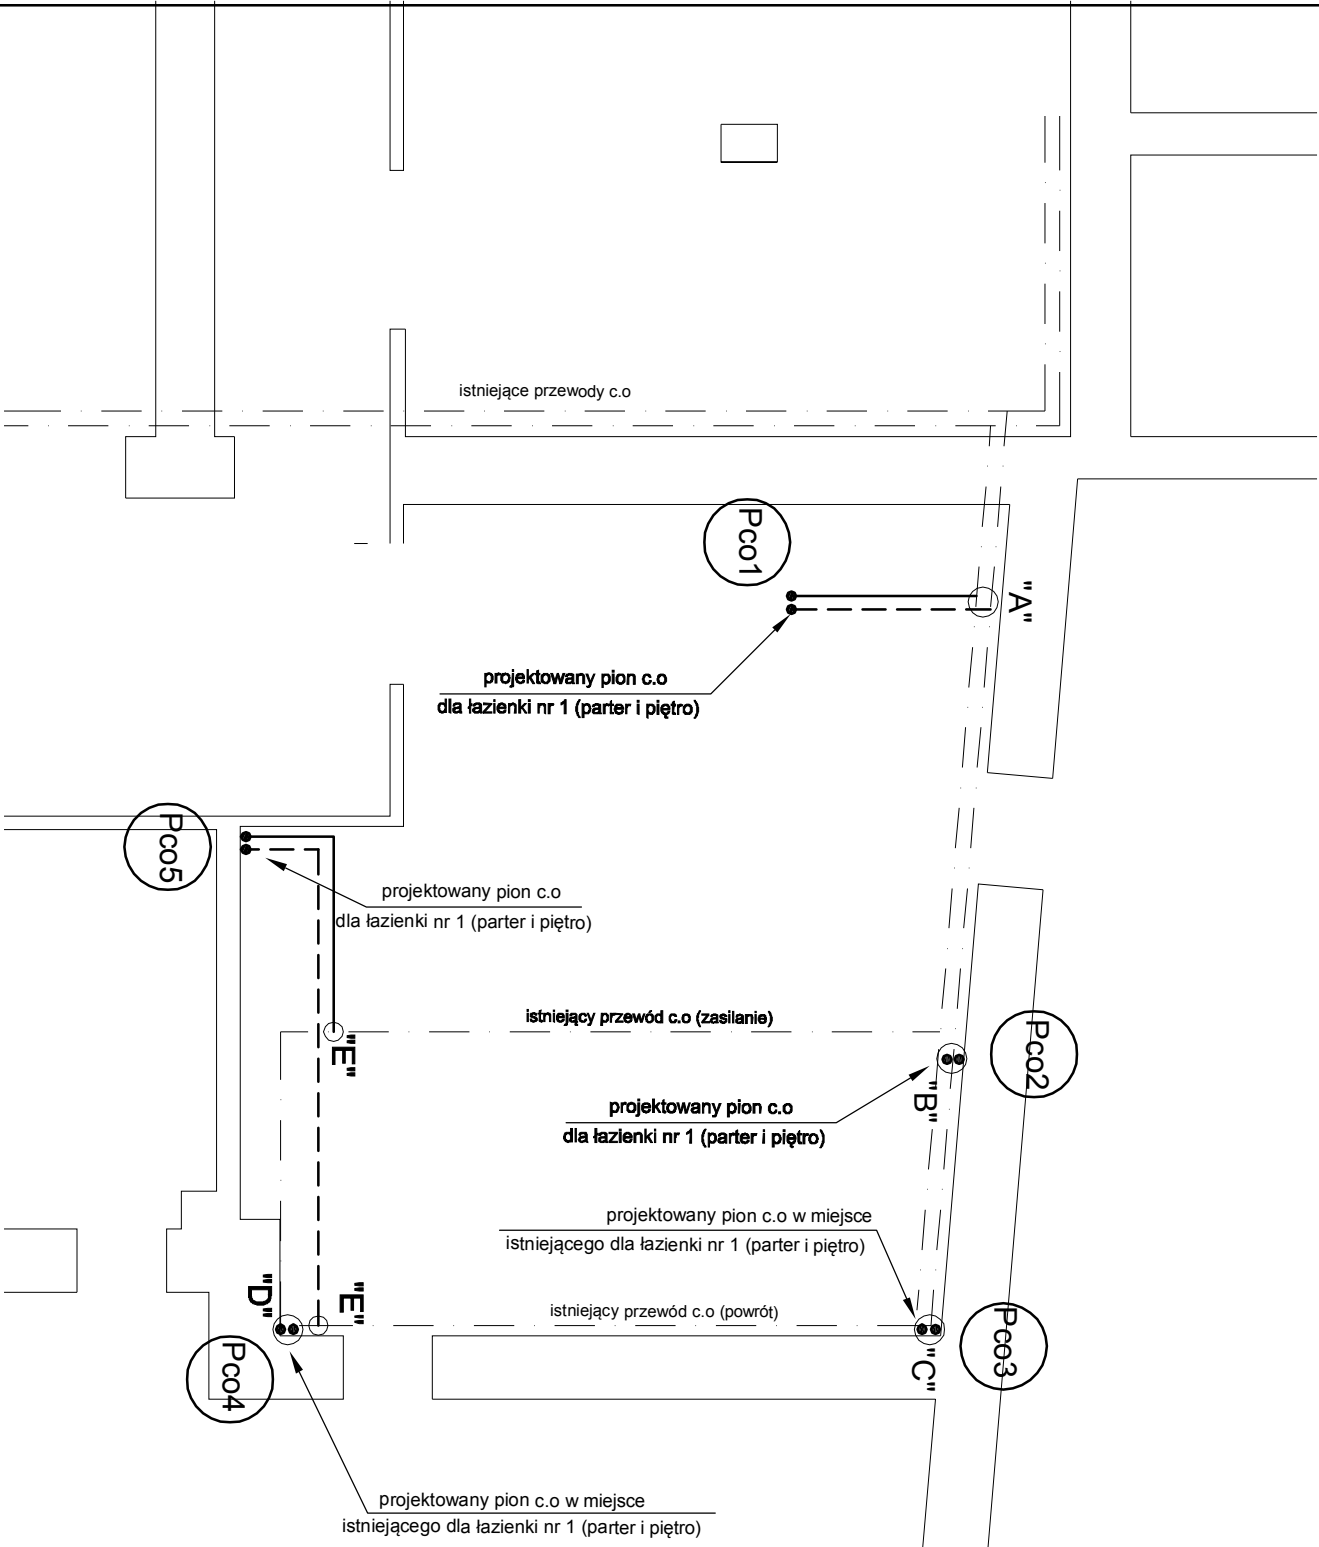 istniejące przewody c.o
Pco1
"A"
projektowany pion c.o
dla łazienki nr 1 (parter i piętro)
Pco5
projektowany pion c.o
dla łazienki nr 1 (parter i piętro)
istniejący przewód c.o (zasilanie)
"E"
Pco2
"B"
projektowany pion c.o
dla łazienki nr 1 (parter i piętro)
projektowany pion c.o w miejsce
istniejącego dla łazienki nr 1 (parter i piętro)
"D"
"E"
istniejący przewód c.o (powrót)
Pco3
"C"
Pco4
projektowany pion c.o w miejsce
istniejącego dla łazienki nr 1 (parter i piętro)